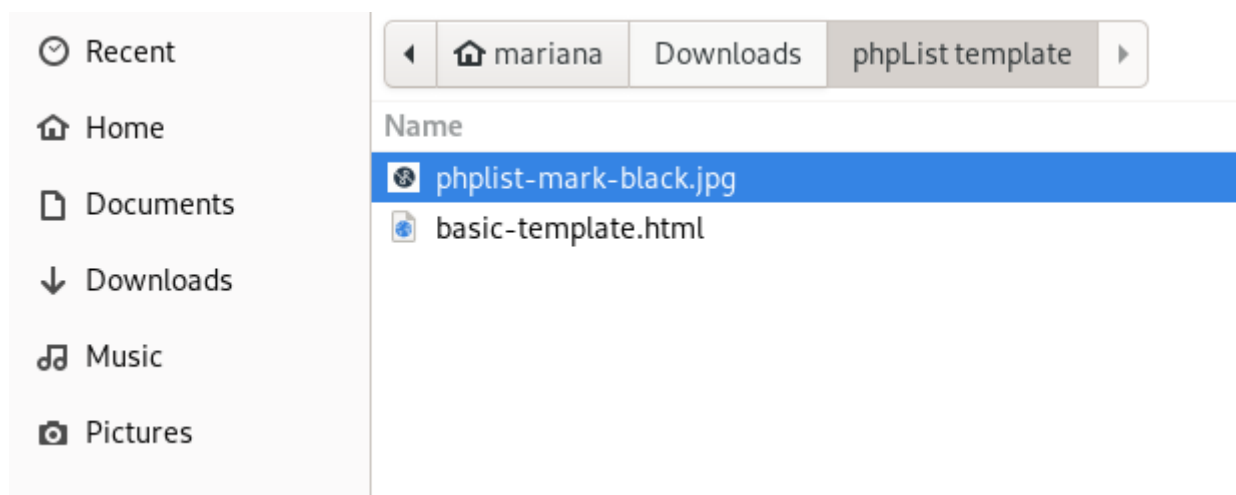 Recent
Home
Documents
Downloads
Music
Pictures
mariana Downloads phpList template
Name
phplist-mark-black.jpg
basic-template.html